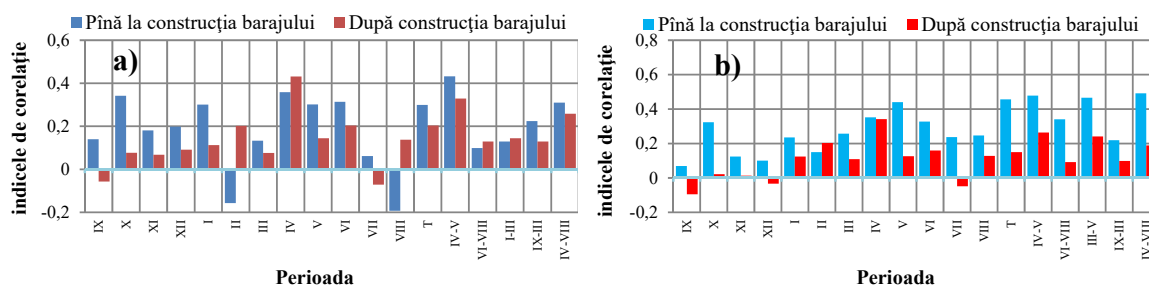 Pînă la construcția barajului După construcția barajului
a)
indicele de corelație
0,6
0,4
0,2
0
-0,2
IX X XI XII I II III IV V VI VII VIII T IV-V VI-VIII I-III IX-III IV-VIII
Perioada
Pînă la construcția barajului După construcția barajului
b)
indicele de corelație
0,8
0,6
0,4
0,2
0
-0,2
IX X XI XII I II III IV V VI VII VIII T IV-V VI-VIII III-V IX-III IV-VIII
Perioada